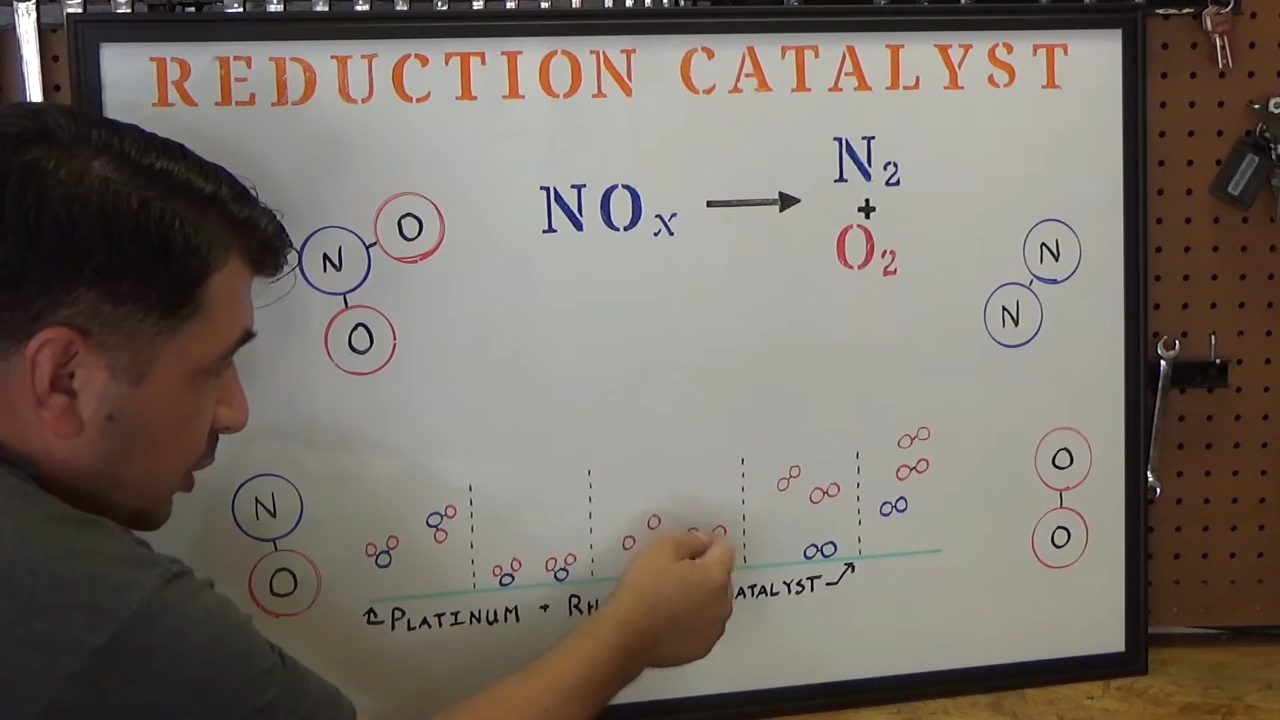 REDUCTION CATALYST
NOx → N2
+
O2
N O
O
N
N
N
O
O
O
PLATINUM + RH ATALYST